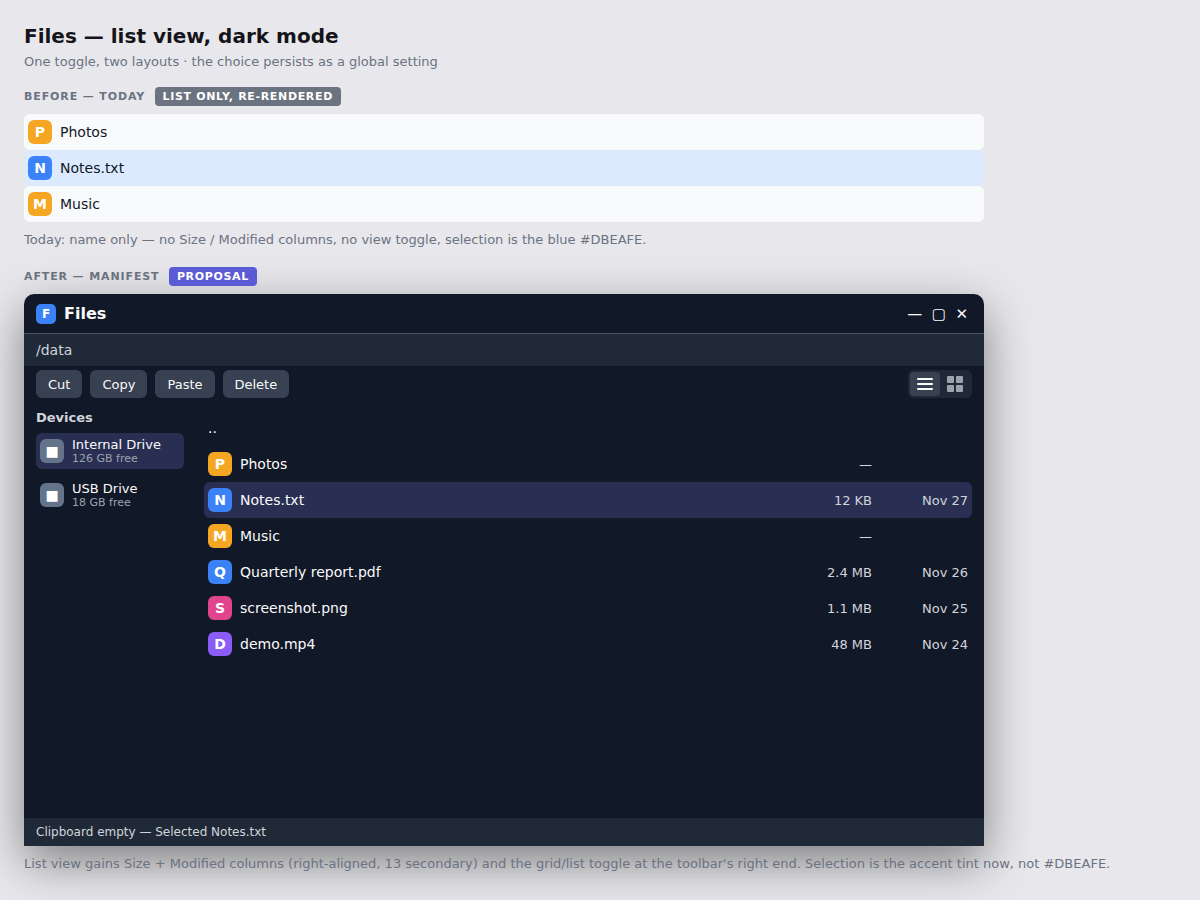 Files — list view, dark mode
One toggle, two layouts · the choice persists as a global setting
BEFORE — TODAY LIST ONLY, RE-RENDERED
P Photos
N Notes.txt
M Music
Today: name only — no Size / Modified columns, no view toggle, selection is the blue #DBEAFE.
AFTER — MANIFEST PROPOSAL
F Files
/data
Cut Copy Paste Delete
Devices
Internal Drive
126 GB free
USB Drive
18 GB free
..
P Photos —
N Notes.txt 12 KB Nov 27
M Music —
Q Quarterly report.pdf 2.4 MB Nov 26
S screenshot.png 1.1 MB Nov 25
D demo.mp4 48 MB Nov 24
Clipboard empty — Selected Notes.txt
List view gains Size + Modified columns (right-aligned, 13 secondary) and the grid/list toggle at the toolbar's right end. Selection is the accent tint now, not #DBEAFE.